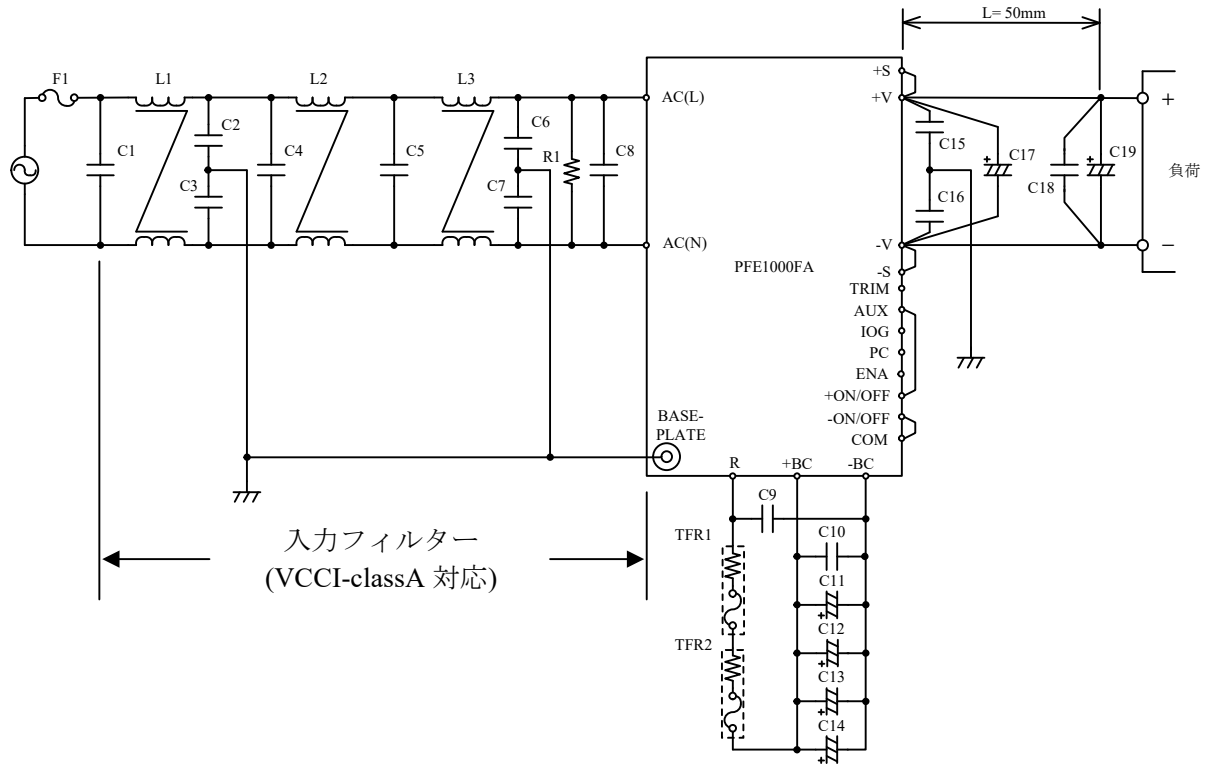 L= 50mm
F1
L1
L2
L3
C1
C2
C3
C4
C5
C6
C7
R1
C8
AC(L)
AC(N)
PFE1000FA
BASE-
PLATE
+S
+V
-V
-S
TRIM
AUX
IOG
PC
ENA
+ON/OFF
-ON/OFF
COM
R
+BC
-BC
C15
C16
+
C17
C18
+
C19
+
負荷
−
入力フィルター
(VCCI-classA 対応)
C9
TFR1
TFR2
C10
C11
+
C12
+
C13
+
C14
+